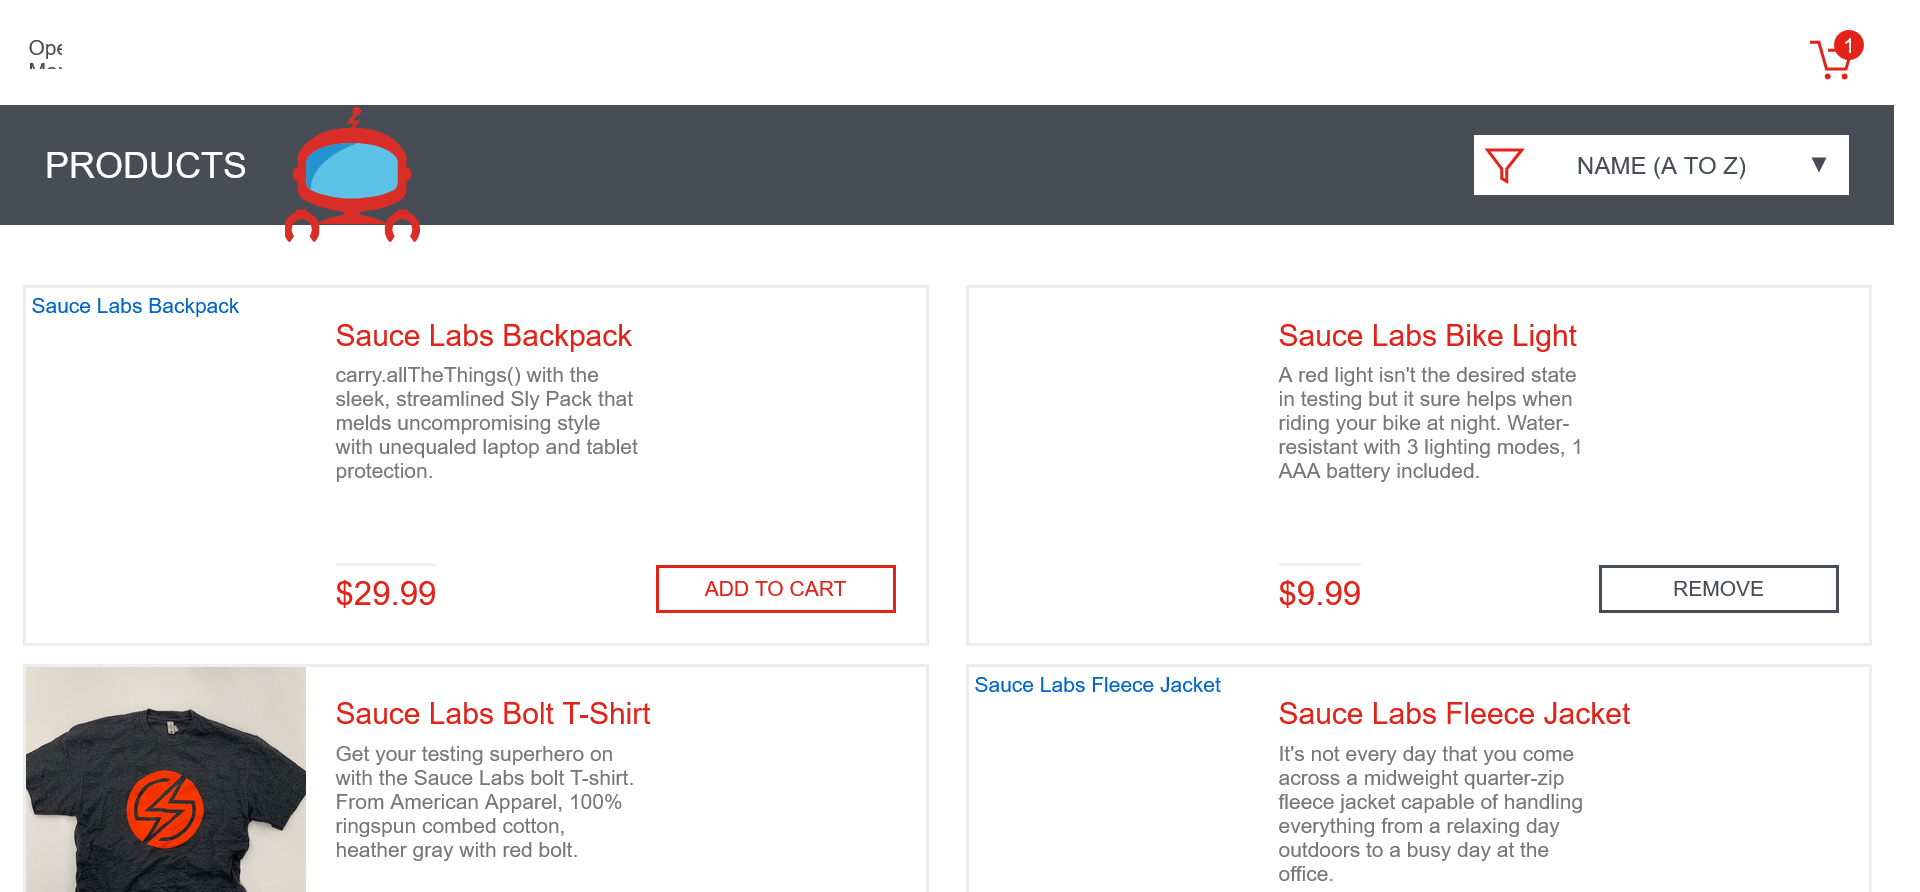 Ope
1
PRODUCTS
NAME (A TO Z)
Sauce Labs Backpack
Sauce Labs Backpack
carry.allTheThings() with the
sleek, streamlined Sly Pack that
melds uncompromising style
with unequaled laptop and tablet
protection.
$29.99
ADD TO CART
Sauce Labs Bike Light
A red light isn't the desired state
in testing but it sure helps when
riding your bike at night. Water-
resistant with 3 lighting modes, 1
AAA battery included.
$9.99
REMOVE
Sauce Labs Bolt T-Shirt
Get your testing superhero on
with the Sauce Labs bolt T-shirt.
From American Apparel, 100%
ringspun combed cotton,
heather gray with red bolt.
Sauce Labs Fleece Jacket
Sauce Labs Fleece Jacket
It's not every day that you come
across a midweight quarter-zip
fleece jacket capable of handling
everything from a relaxing day
outdoors to a busy day at the
office.